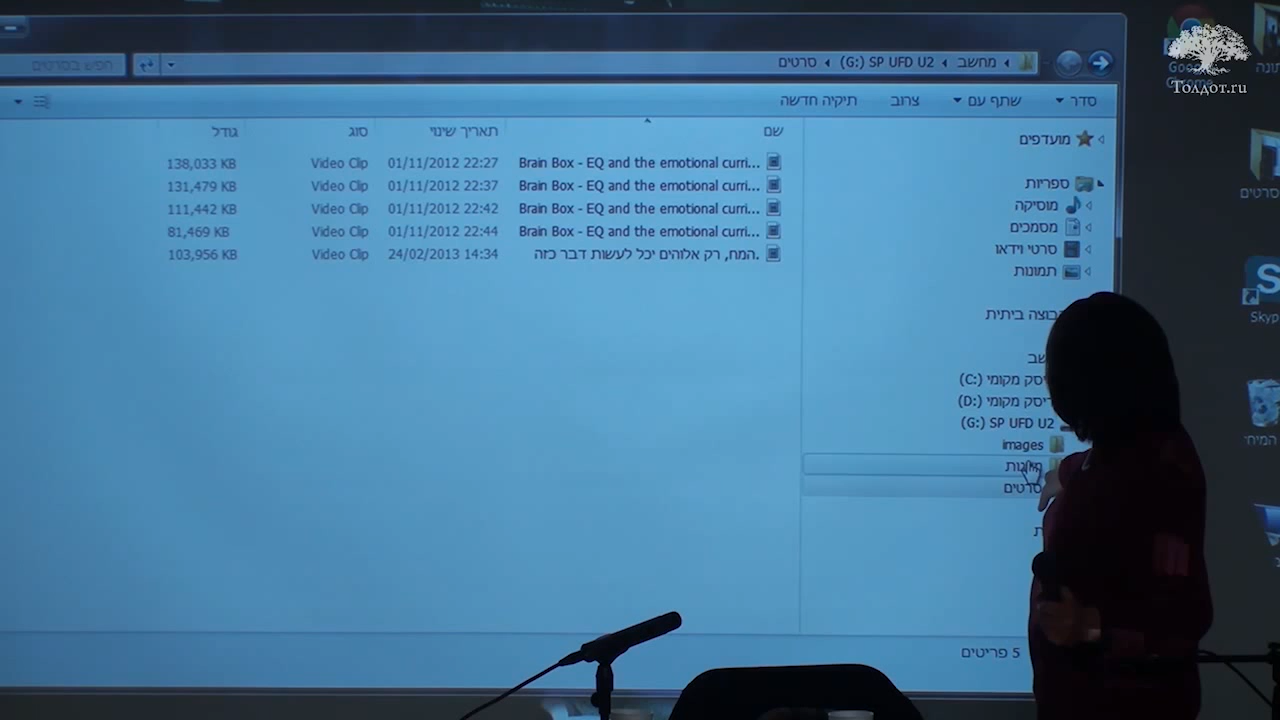 Толдот.ru
Google Chrome
מחשב
SP UFD U2 (G:)
סרטים
חפש בסרטים
סדר
שתף עם
צרוב
תיקיה חדשה
שם
תאריך שינוי
סוג
גודל
Brain Box - EQ and the emotional curri... 01/11/2012 22:27 Video Clip 138,033 KB
Brain Box - EQ and the emotional curri... 01/11/2012 22:37 Video Clip 131,479 KB
Brain Box - EQ and the emotional curri... 01/11/2012 22:42 Video Clip 111,442 KB
Brain Box - EQ and the emotional curri... 01/11/2012 22:44 Video Clip 81,469 KB
המח, רק אלוהים יכל לעשות דבר כזה. 24/02/2013 14:34 Video Clip 103,956 KB
מועדפים
ספריות
מוסיקה
מסמכים
סרטי וידאו
תמונות
מקומי (C:)
מקומי (D:)
SP UFD U2 (G:)
images
סרטים
5 פריטים